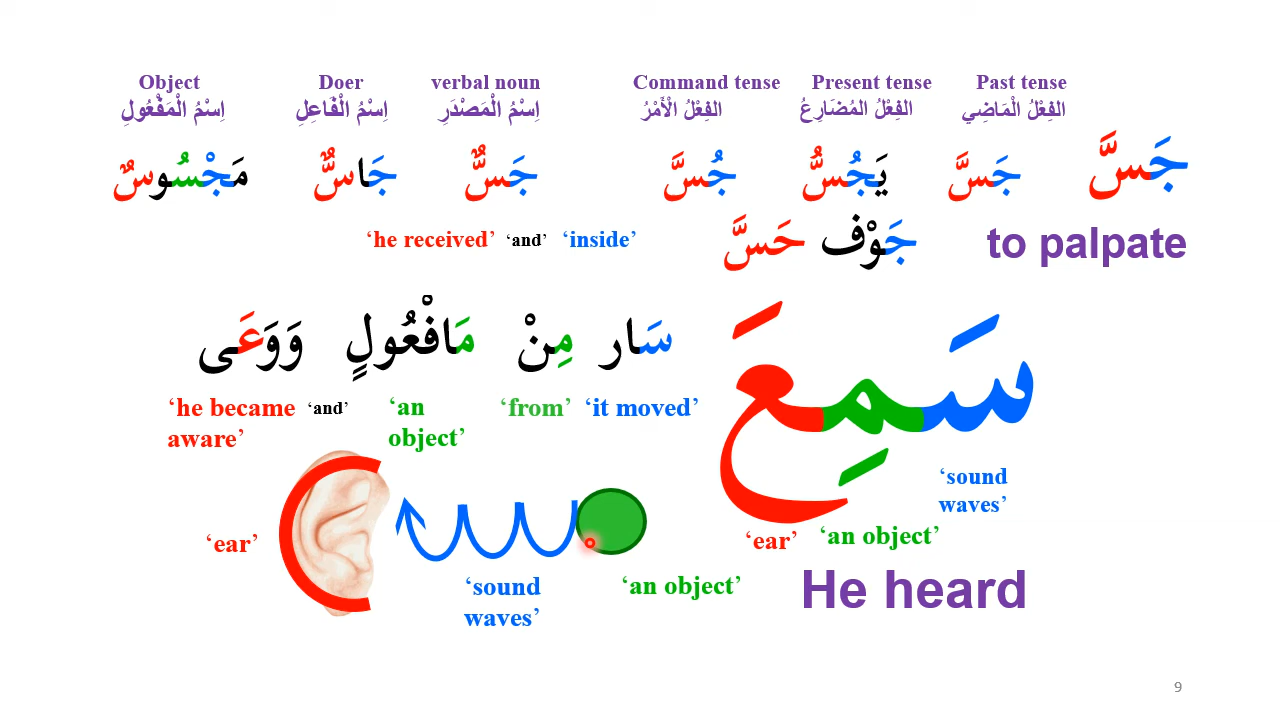 Object Doer verbal noun Command tense Present tense Past tense
الفِعْلُ الْمَاضِي الفِعْلُ المُضَارِعُ الفِعْلُ الْأَمْرُ اِسْمُ الْمَصْدَرِ اِسْمُ الْفَاعِلِ اِسْمُ الْمَفْعُولِ
جَسَّ جَسَّ يَجُسُّ جُسَّ جَسٌّ جَاسٌّ مَجْسُوسٌ
‘he received’ ‘and’ ‘inside’
جَوْف حَسَّ
to palpate
سَار مِنْ مَافْعُولٍ وَوَعَى
سَمِعَ
‘he became aware’ ‘and’ ‘an object’ ‘from’ ‘it moved’
‘sound waves’
‘ear’ ‘an object’
‘ear’
‘sound waves’
‘an object’
He heard
9